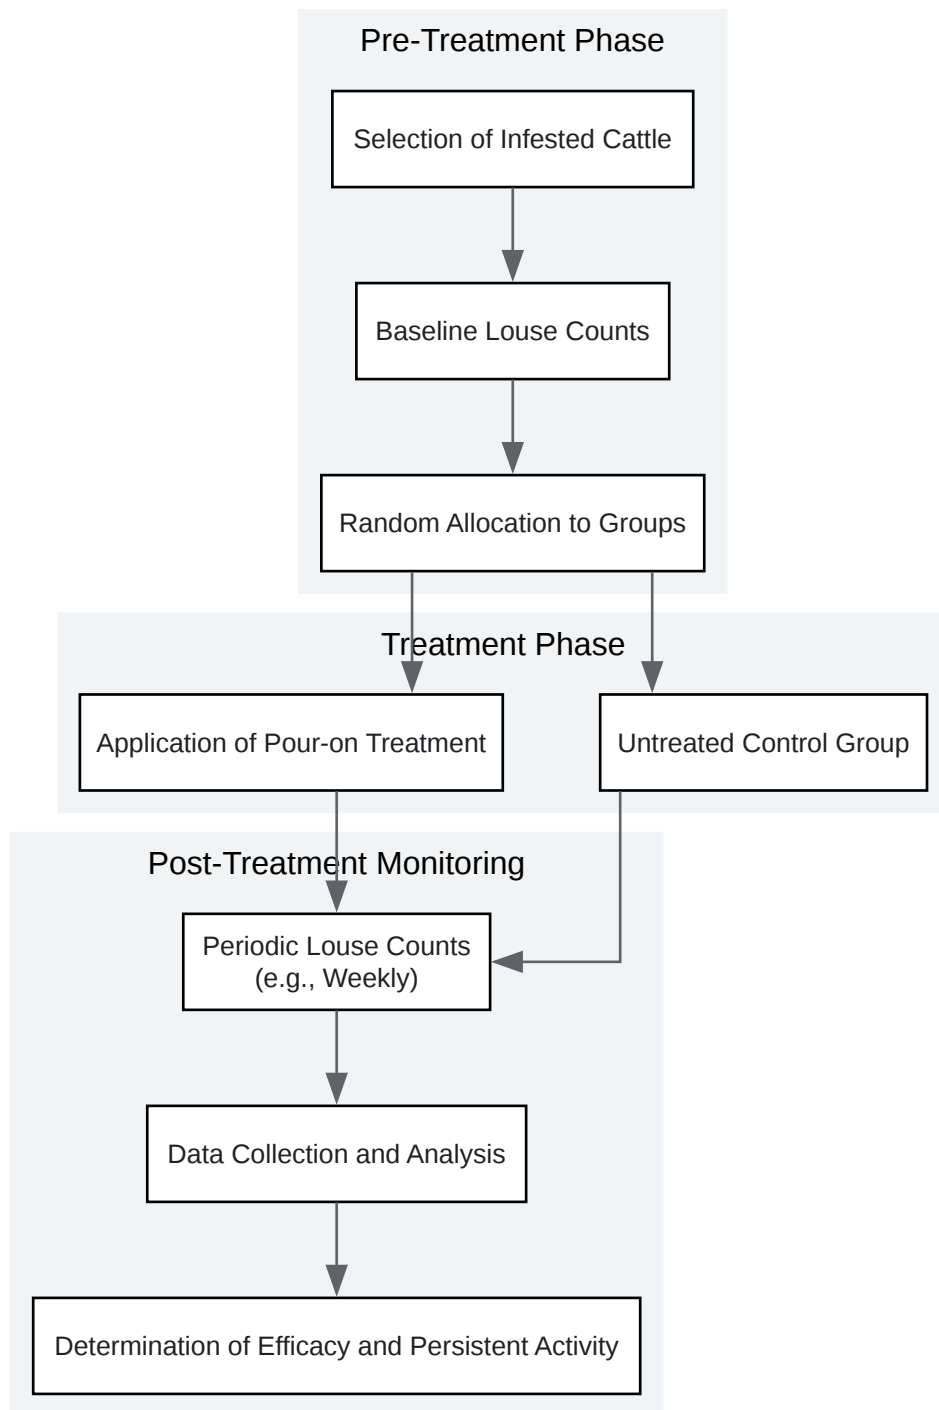 Pre-Treatment Phase
Selection of Infested Cattle
Baseline Louse Counts
Random Allocation to Groups
Treatment Phase
Application of Pour-on Treatment
Untreated Control Group
Post-Treatment Monitoring
Periodic Louse Counts
(e.g., Weekly)
Data Collection and Analysis
Determination of Efficacy and Persistent Activity